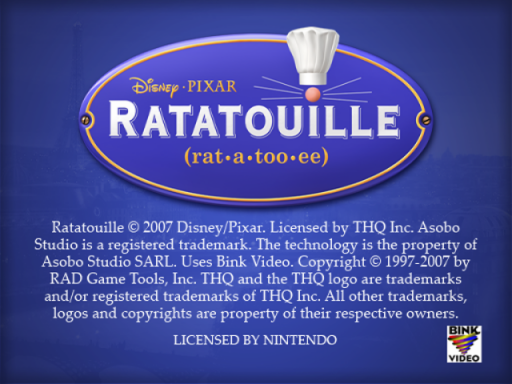 Disney · PIXAR
RATATOUILLE
(rat•a•too•ee)
Ratatouille © 2007 Disney/Pixar. Licensed by THQ Inc. Asobo
Studio is a registered trademark. The technology is the property of
Asobo Studio SARL. Uses Bink Video. Copyright © 1997-2007 by
RAD Game Tools, Inc. THQ and the THQ logo are trademarks
and/or registered trademarks of THQ Inc. All other trademarks,
logos and copyrights are property of their respective owners.
LICENSED BY NINTENDO
BINK
VIDEO